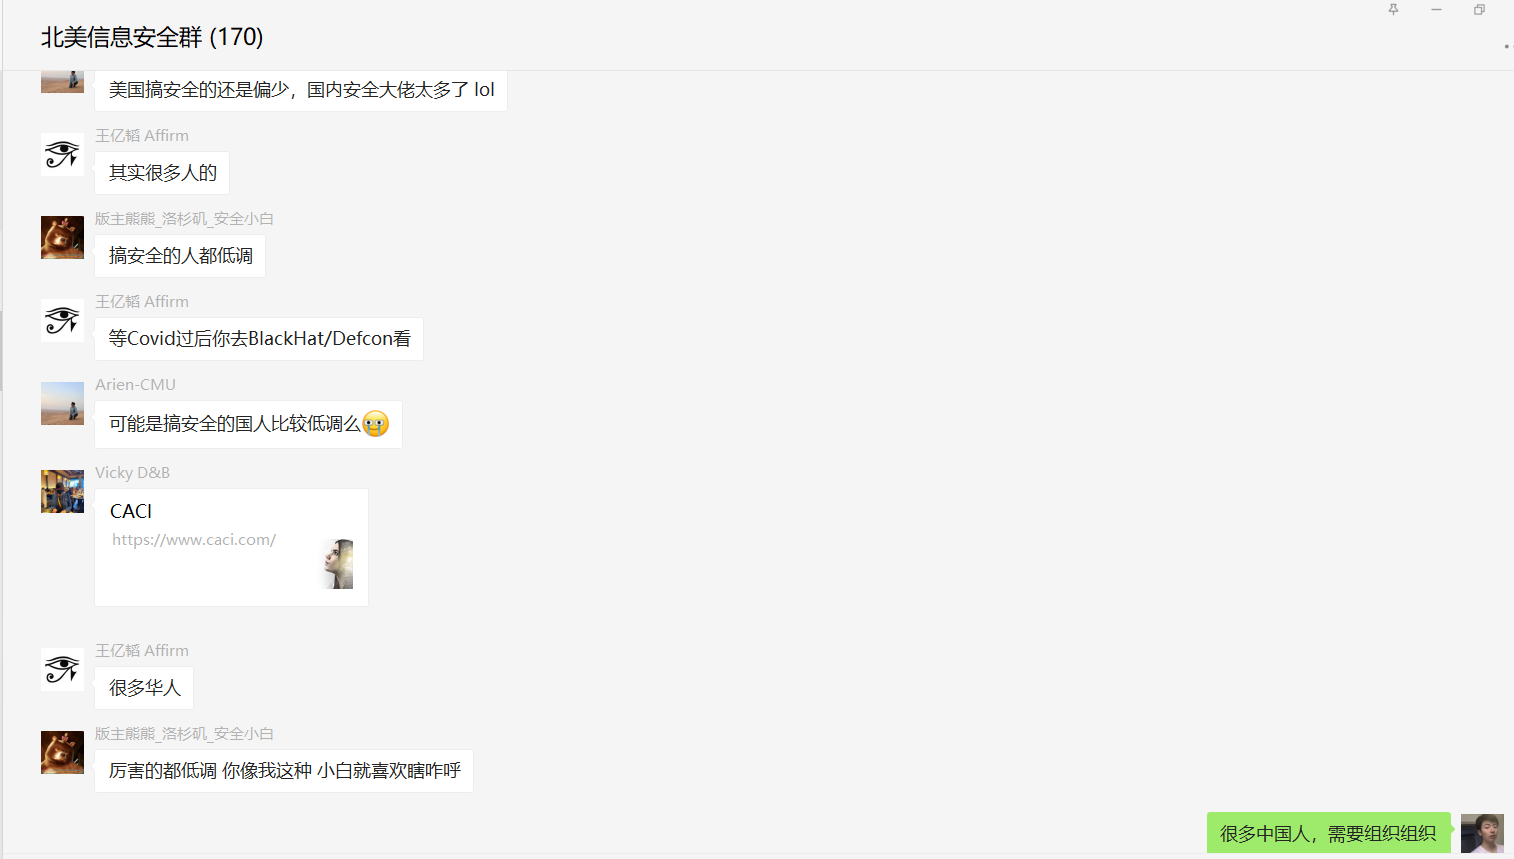 北美信息安全群 (170)
美国搞安全的还是偏少，国内安全大佬太多了 lol
王亿韬 Affirm
其实很多人的
版主熊熊_洛杉矶_安全小白
搞安全的人都低调
王亿韬 Affirm
等Covid过后你去BlackHat/Defcon看
Arien-CMU
可能是搞安全的国人比较低调么
Vicky D&B
CACI
https://www.caci.com/
王亿韬 Affirm
很多华人
版主熊熊_洛杉矶_安全小白
厉害的都低调 你像我这种 小白就喜欢瞎咋呼
很多中国人，需要组织组织